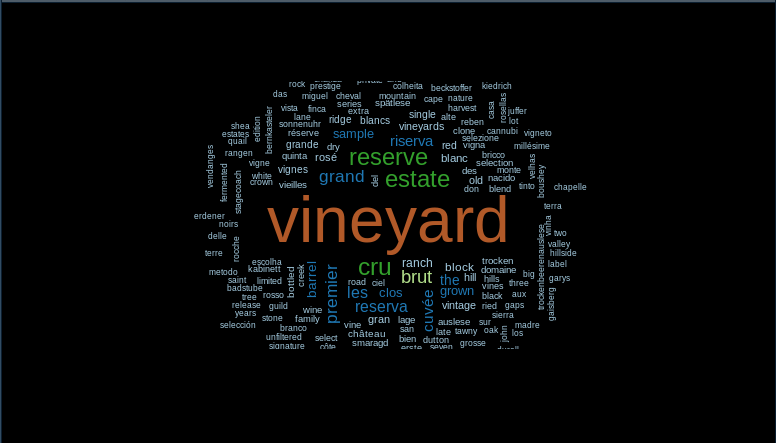 rock
prestige
colheita
beckstoffer
kiedrich
das
miguel
cheval
mountain
cape
nature
juffer
vista
finca
series
extra
spätlese
harvest
casa
rosellas
lane
ridge
blancs
single
alte
reben
lot
shea
edition
bernkasteler
sonnenuhr
vineyards
clone
cannubi
vigneto
estates
réserve
sample
riserva
selezione
quail
grande
dry
red
vigna
millésime
vendanges
rangen
quinta
rosé
reserve
blanc
bricco
selection
velhas
vigne
vignes
grand
del
estate
des
monte
fermented
stagecoach
white
crown
vieilles
old
nacido
don
blend
tinto
boushey
chapelle
vineyard
erdener
noirs
terra
vinha
two
delle
valley
terre
rocche
hillside
escolha
cru
ranch
trocken
trockenbeerenauslese
label
metodo
kabinett
bottled
creek
barrel
premier
brut
block
domaine
big
garys
saint
limited
road
ciel
the
hill
hills
three
gaisberg
badstube
les
clos
cuvée
grown
vines
tree
rosso
black
aux
release
guild
wine
reserva
vintage
ried
gaps
years
stone
family
gran
lage
auslese
sur
sierra
selección
branco
vine
château
san
late
tawny
oak
john
madre
los
unfiltered
select
smaragd
bien
dutton
grosse
signature
côte
erste
seven